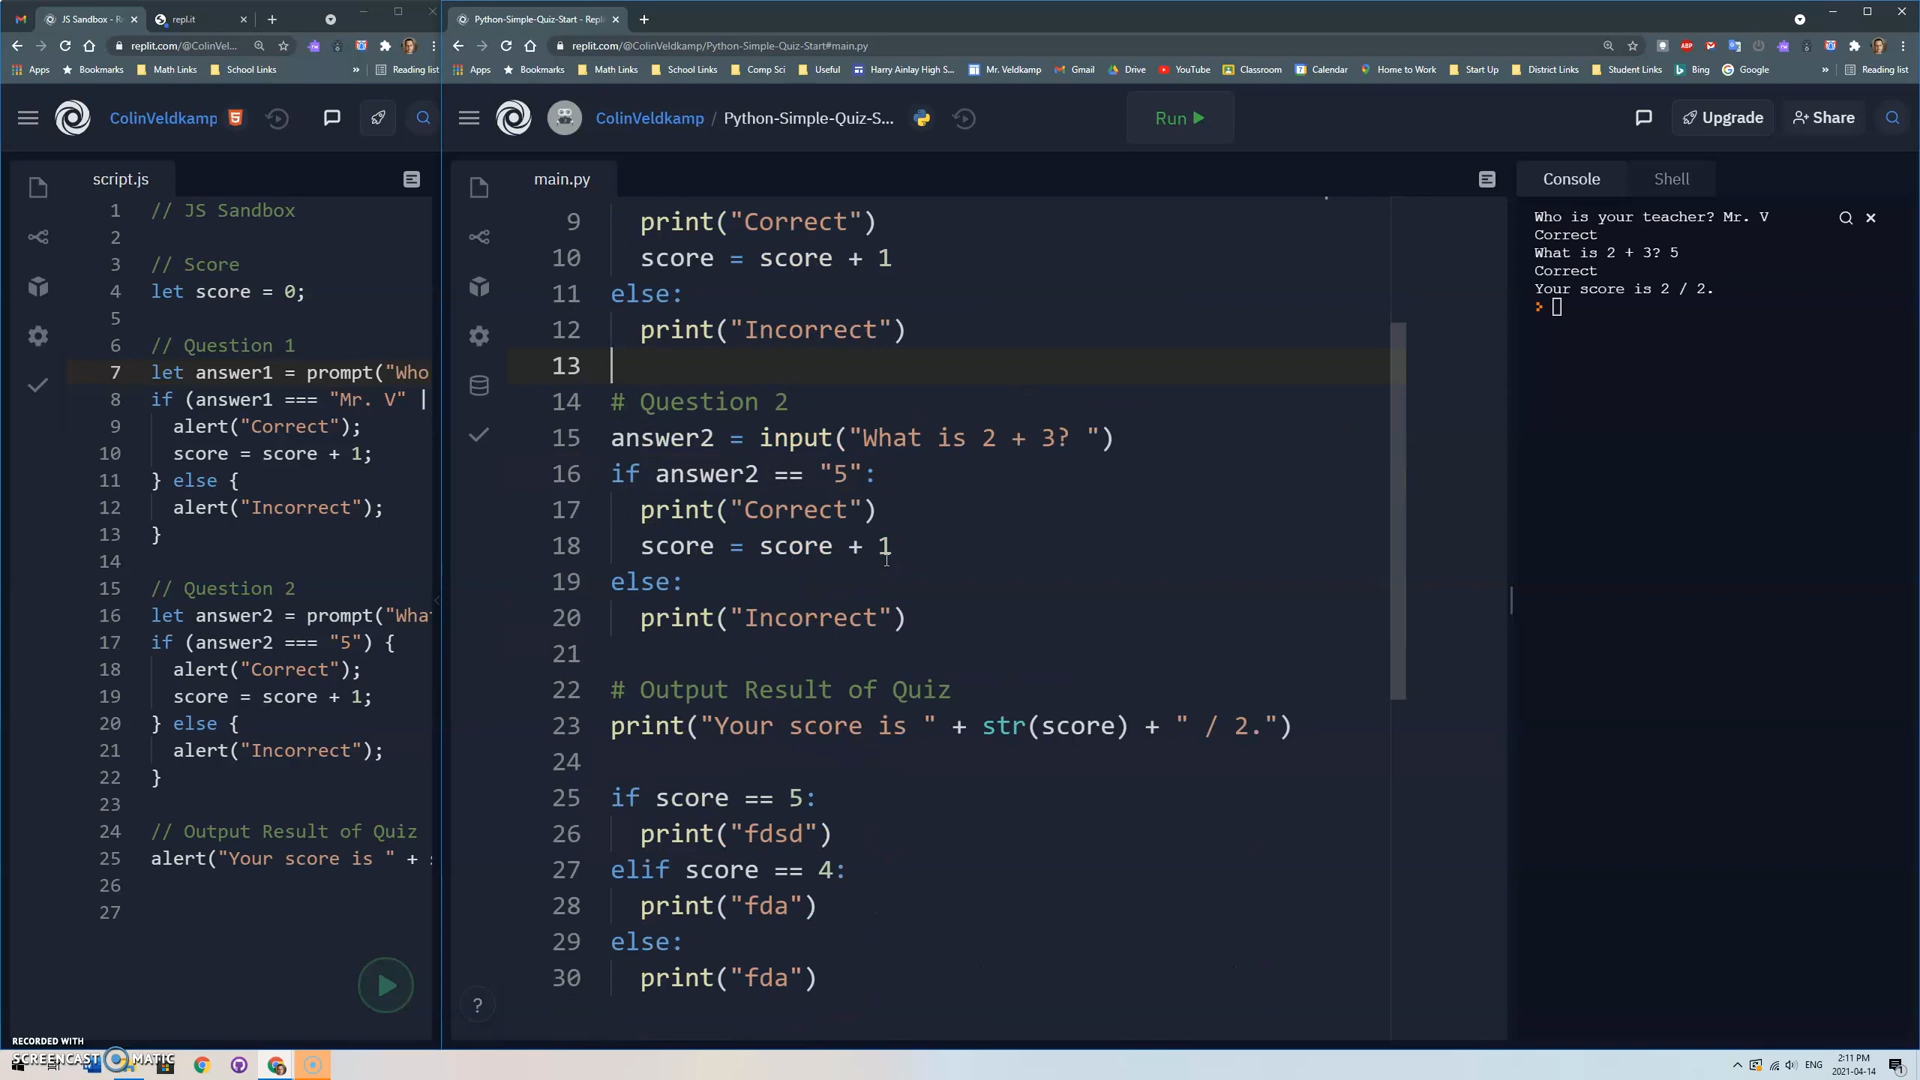 JS Sandbox - Re
repl.it
Python-Simple-Quiz-Start - Repl
replit.com/@ColinVeldk...
replit.com/@ColinVeldkamp/Python-Simple-Quiz-Start#main.py
Apps
Bookmarks
Math Links
School Links
»
Reading list
Apps
Bookmarks
Math Links
School Links
Comp Sci
Useful
Harry Ainlay High S...
Mr. Veldkamp
Gmail
Drive
YouTube
Classroom
Calendar
Home to Work
Start Up
District Links
Student Links
Bing
Google
»
Reading list
ColinVeldkamp
ColinVeldkamp / Python-Simple-Quiz-S...
Run
Upgrade
Share
script.js
1 // JS Sandbox
2
3 // Score
4 let score = 0;
5
6 // Question 1
7 let answer1 = prompt("Who
8 if (answer1 === "Mr. V" |
9 alert("Correct");
10 score = score + 1;
11 } else {
12 alert("Incorrect");
13 }
14
15 // Question 2
16 let answer2 = prompt("What
17 if (answer2 === "5") {
18 alert("Correct");
19 score = score + 1;
20 } else {
21 alert("Incorrect");
22 }
23
24 // Output Result of Quiz
25 alert("Your score is " + s
26
27
main.py
9 print("Correct")
10 score = score + 1
11 else:
12 print("Incorrect")
13
14 # Question 2
15 answer2 = input("What is 2 + 3? ")
16 if answer2 == "5":
17 print("Correct")
18 score = score + 1
19 else:
20 print("Incorrect")
21
22 # Output Result of Quiz
23 print("Your score is " + str(score) + " / 2.")
24
25 if score == 5:
26 print("fdsd")
27 elif score == 4:
28 print("fda")
29 else:
30 print("fda")
Console
Shell
Who is your teacher? Mr. V
Correct
What is 2 + 3? 5
Correct
Your score is 2 / 2.
?
RECORDED WITH
SCREENCAST MATIC
ENG
2:11 PM
2021-04-14